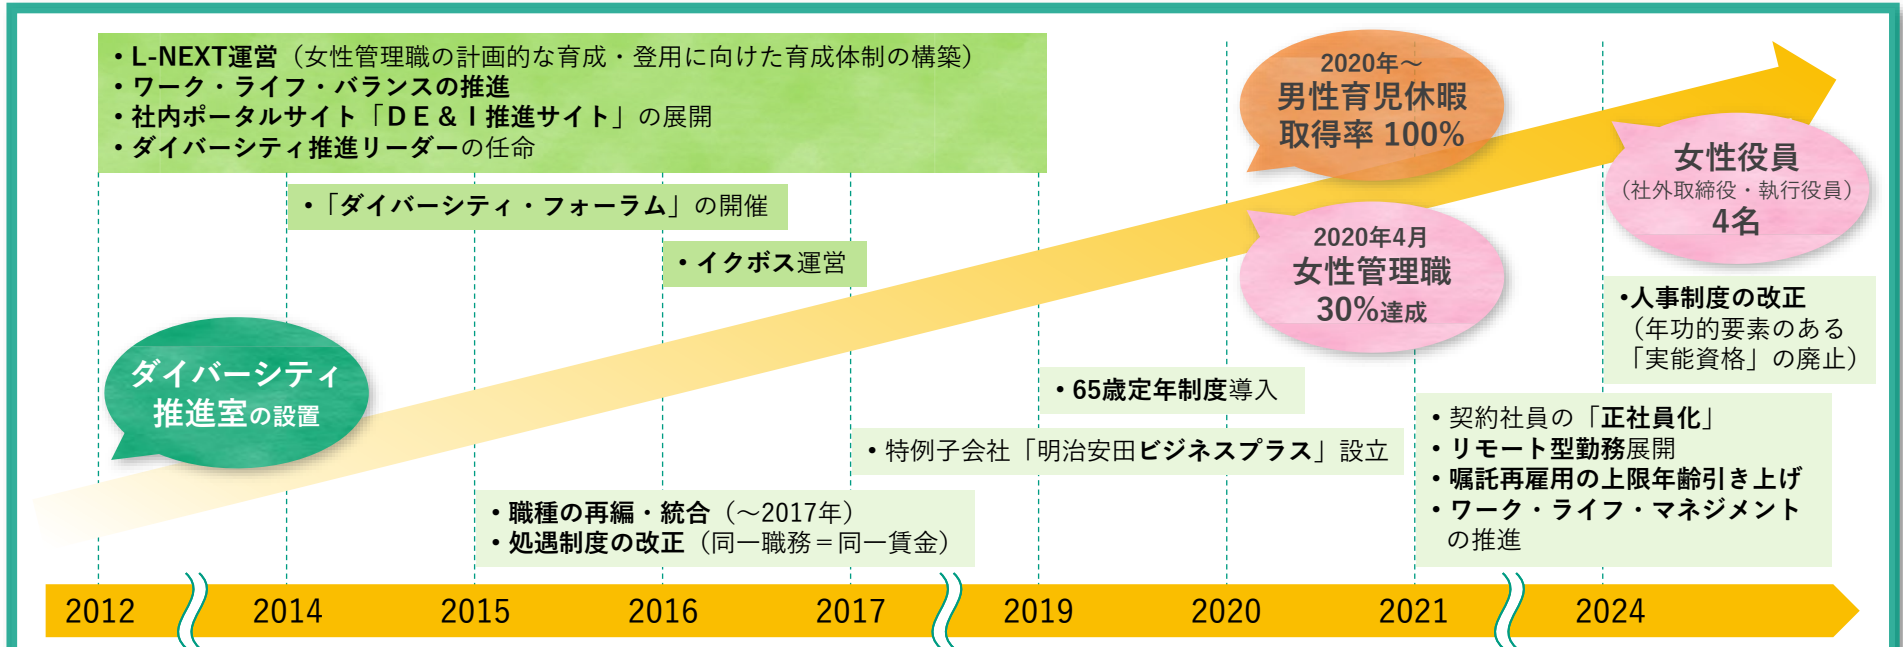 ・L-NEXT運営（女性管理職の計画的な育成・登用に向けた育成体制の構築）
・ワーク・ライフ・バランスの推進
・社内ポータルサイト「ＤＥ＆Ｉ推進サイト」の展開
・ダイバーシティ推進リーダーの任命
・「ダイバーシティ・フォーラム」の開催
・イクボス運営
ダイバーシティ
推進室の設置
2020年～
男性育児休暇
取得率 100%
2020年4月
女性管理職
30%達成
女性役員
（社外取締役・執行役員）
4名
・人事制度の改正
（年功的要素のある
「実能資格」の廃止）
・65歳定年制度導入
・特例子会社「明治安田ビジネスプラス」設立
・職種の再編・統合（～2017年）
・処遇制度の改正（同一職務＝同一賃金）
・契約社員の「正社員化」
・リモート型勤務展開
・嘱託再雇用の上限年齢引き上げ
・ワーク・ライフ・マネジメント
の推進
2012 2014 2015 2016 2017 2019 2020 2021 2024